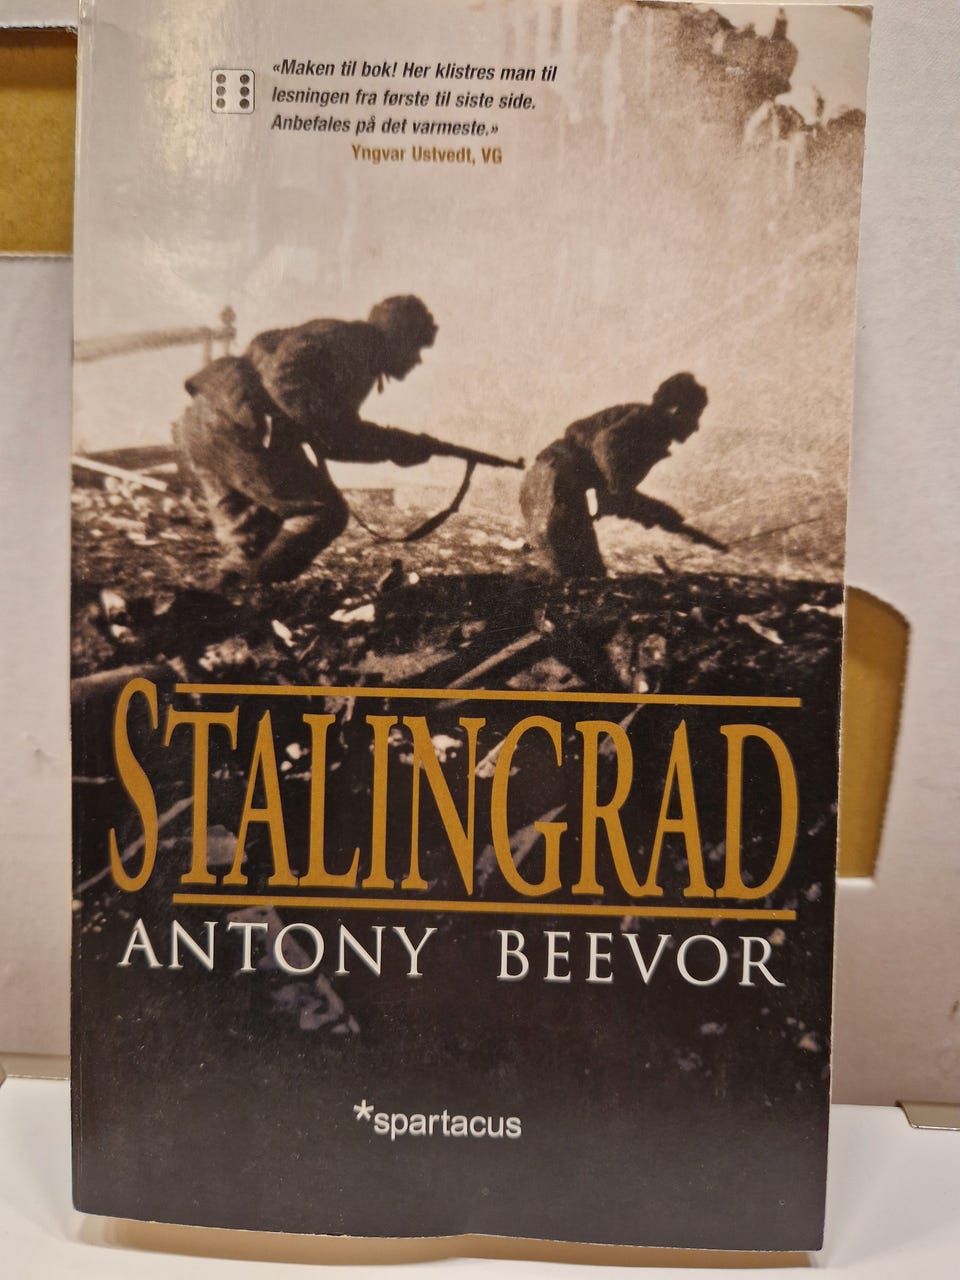 «Maken til bok! Her klistres man til
lesningen fra første til siste side.
Anbefales på det varmeste.»
Yngvar Ustvedt, VG
STALINGRAD
ANTONY BEEVOR
*spartacus